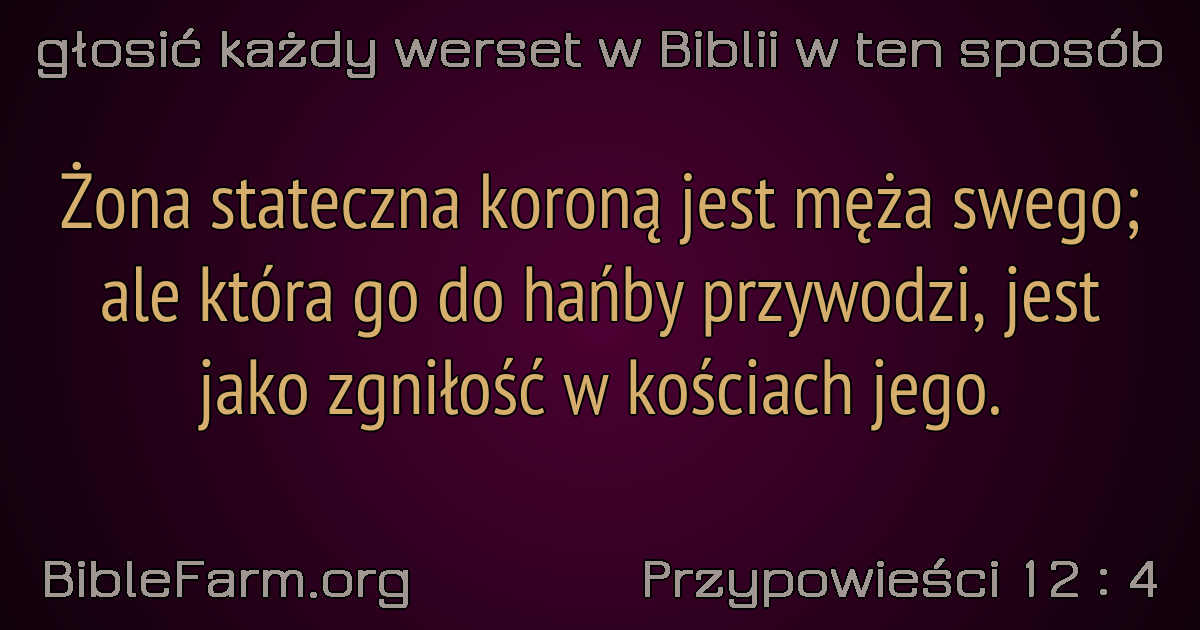 głosić każdy werset w Biblii w ten sposób
Żona stateczna koroną jest męża swego;
ale która go do hańby przywodzi, jest
jako zgniłość w kościach jego.
BibleFarm.org
Przypowieści 12 : 4